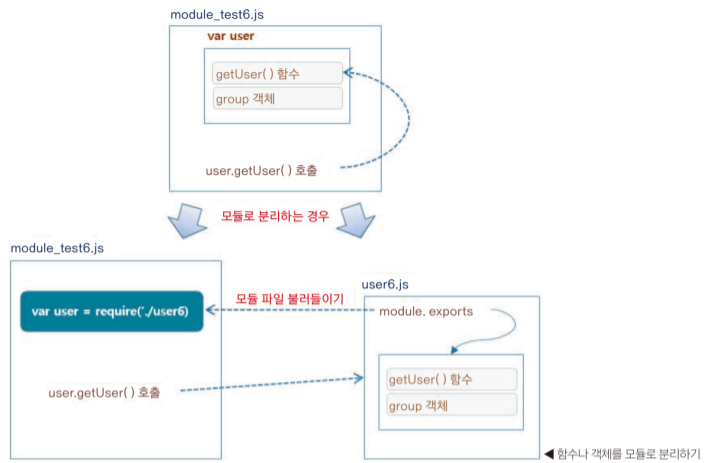 module_test6.js
var user
getUser( ) 함수
group 객체
user.getUser( ) 호출
모듈로 분리하는 경우
module_test6.js
user6.js
모듈 파일 불러들이기
var user = require('./user6)
module. exports
getUser( ) 함수
user.getUser( ) 호출
group 객체
◀ 함수나 객체를 모듈로 분리하기